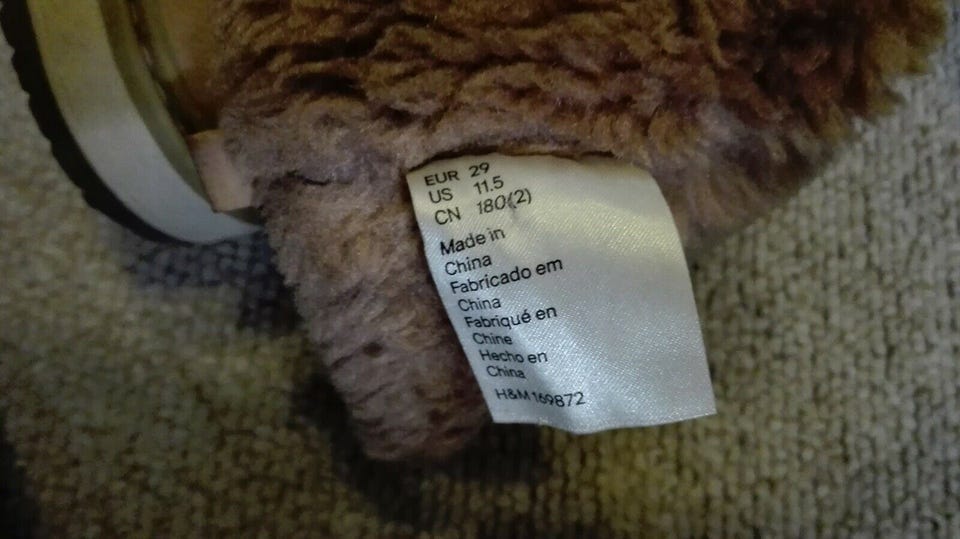 EUR 29
US 11.5
CN 180(2)
Made in
China
Fabricado em
China
Fabriqué en
Chine
Hecho en
China
H&M 169872